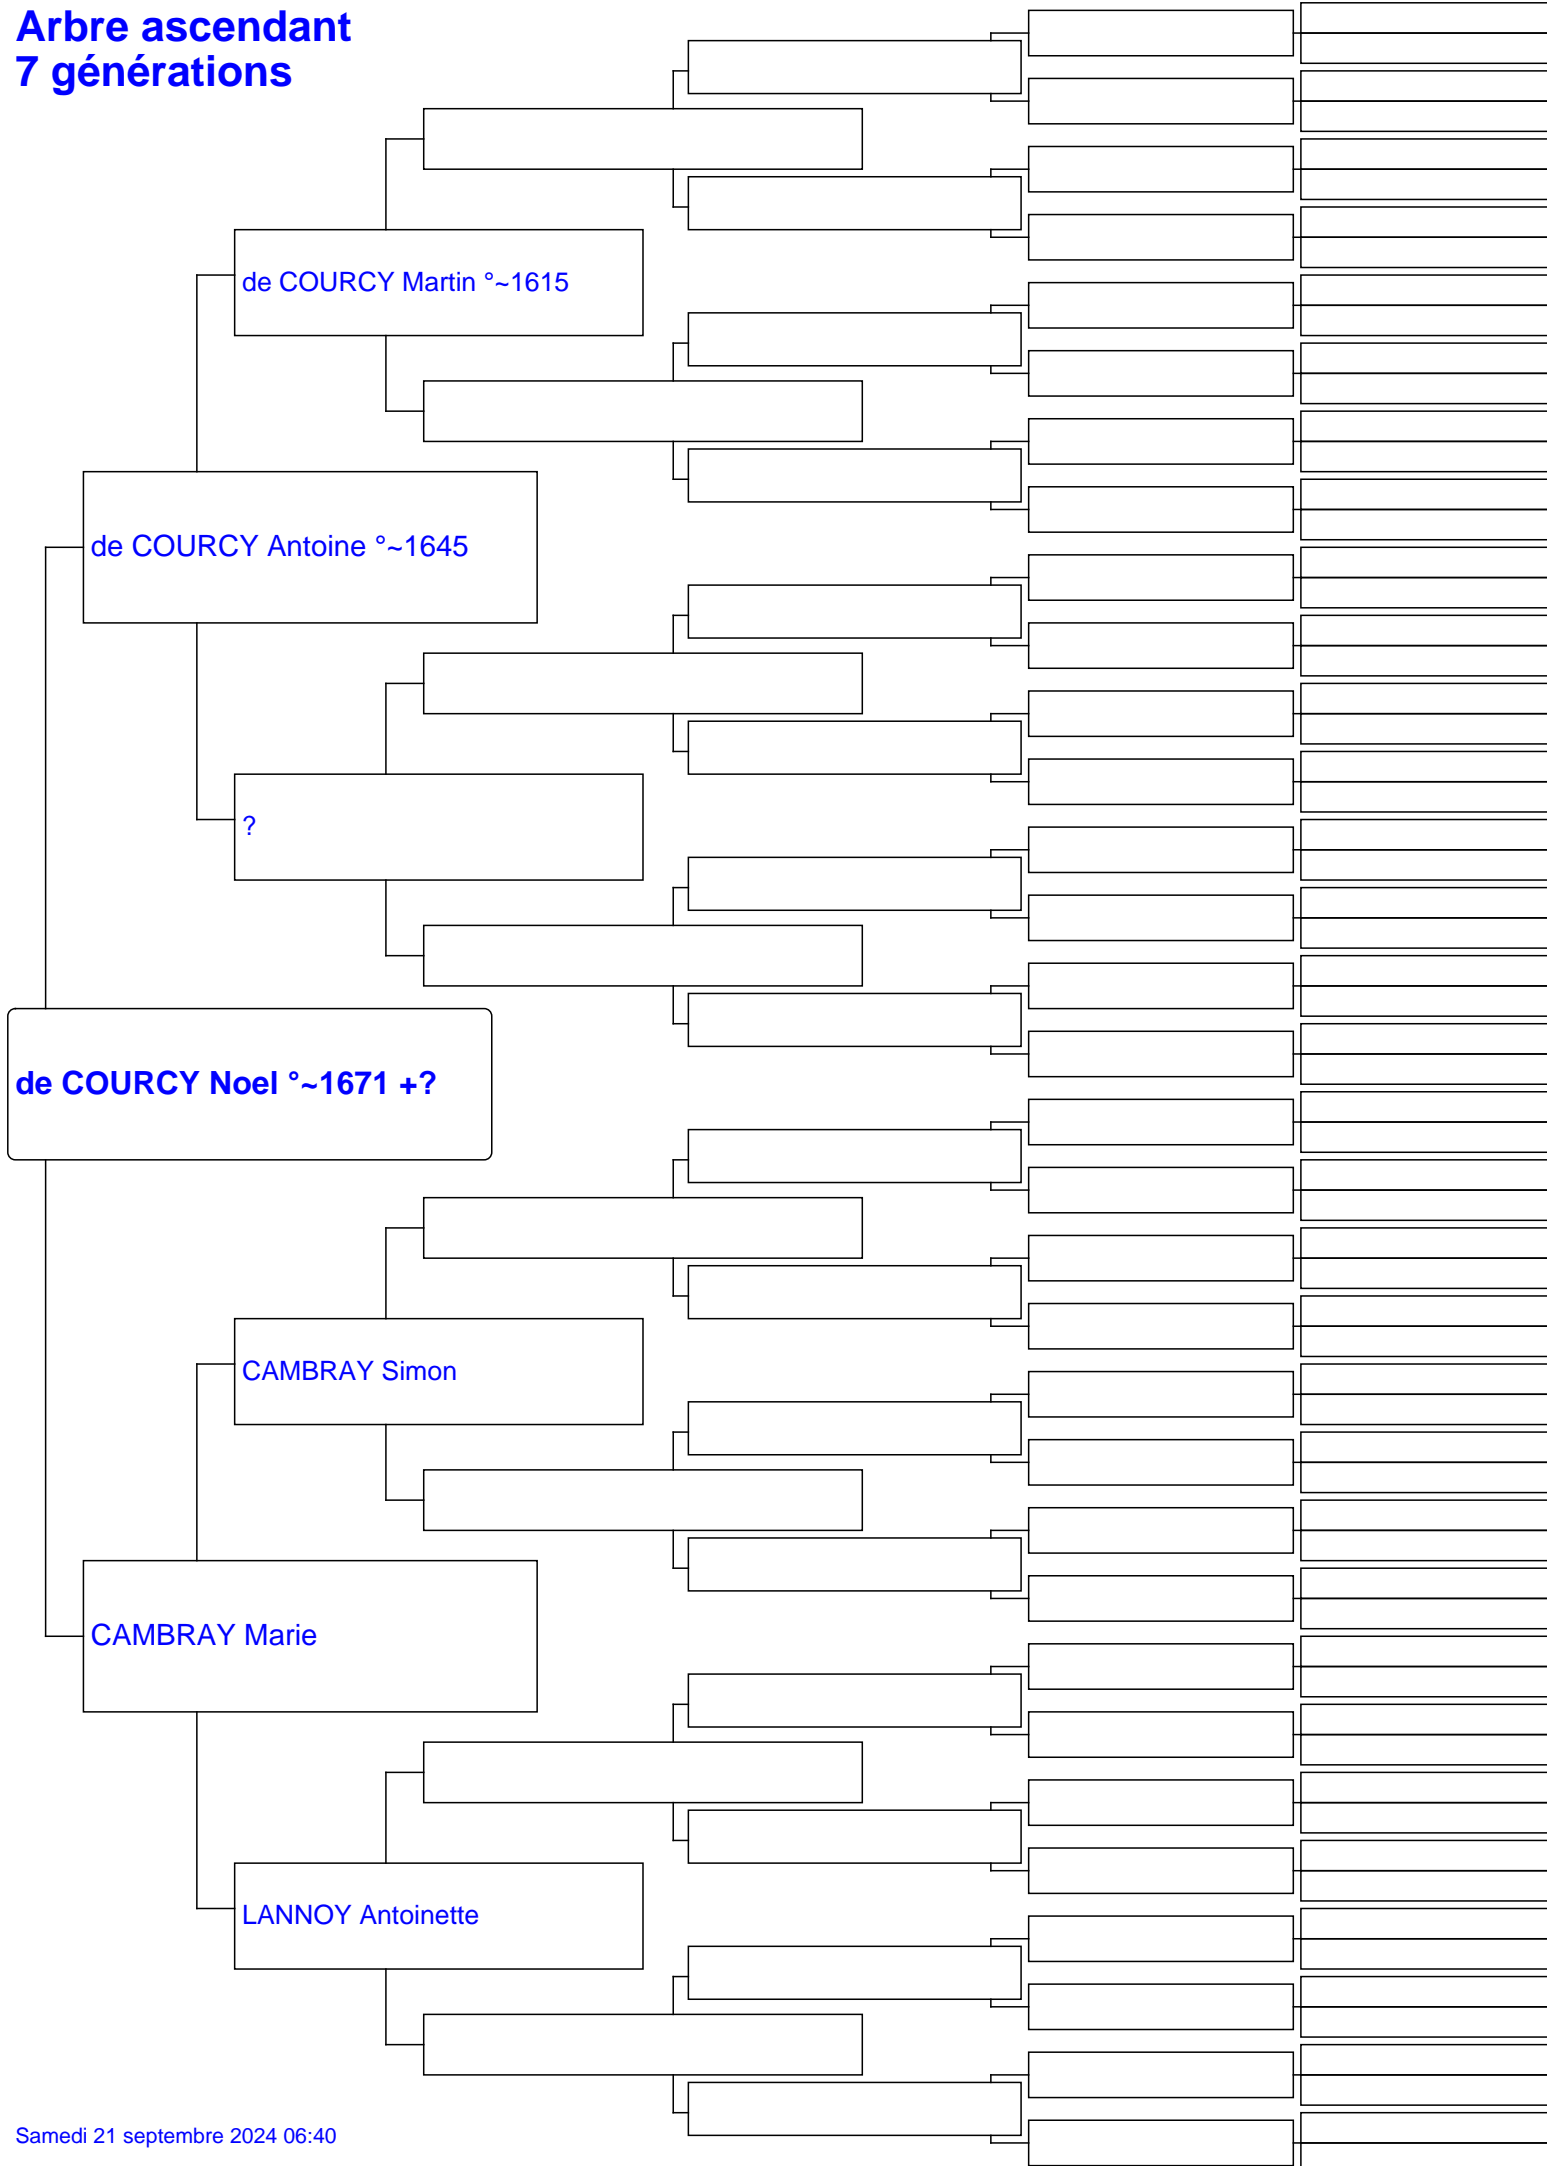 Arbre ascendant
7 générations
de COURCY Martin °~1615
de COURCY Antoine °~1645
?
de COURCY Noel °~1671 +?
CAMBRAY Simon
CAMBRAY Marie
LANNOY Antoinette
Samedi 21 septembre 2024 06:40